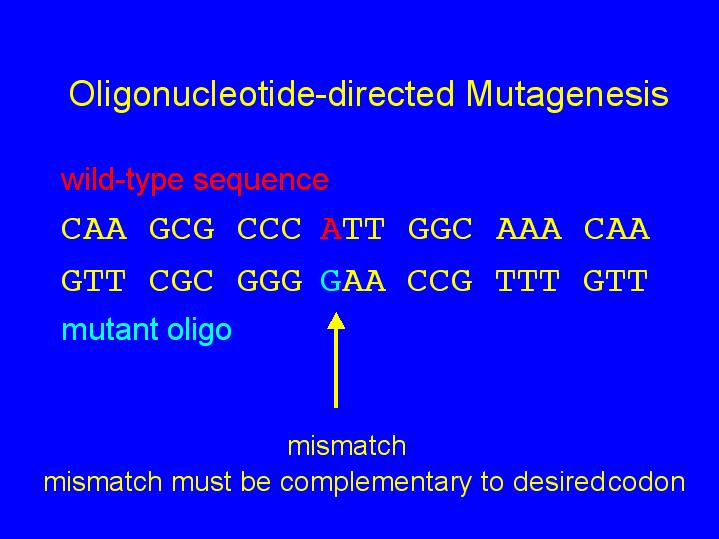 Oligonucleotide-directed Mutagenesis
wild-type sequence
CAA GCG CCC ATT GGC AAA CAA
GTT CGC GGG GAA CCG TTT GTT
mutant oligo
mismatch
mismatch must be complementary to desiredcodon